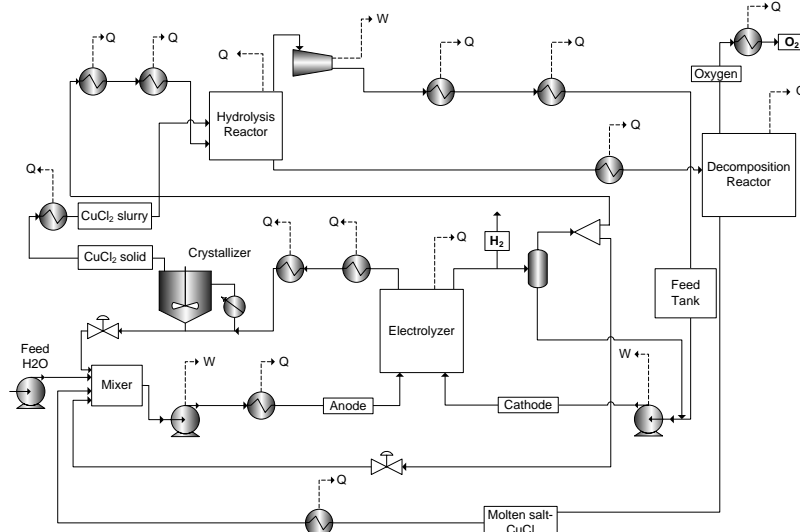 Q
W
Q
Q
Q
Q
Q
O2
Oxygen
Q
Hydrolysis
Reactor
Q
Decomposition
Reactor
Q
CuCl2 slurry
Q
Q
H2
Q
CuCl2 solid
Crystallizer
Feed
Tank
Electrolyzer
Feed
H2O
Mixer
W
Q
W
Anode
Cathode
Q
Molten salt-
CuCl